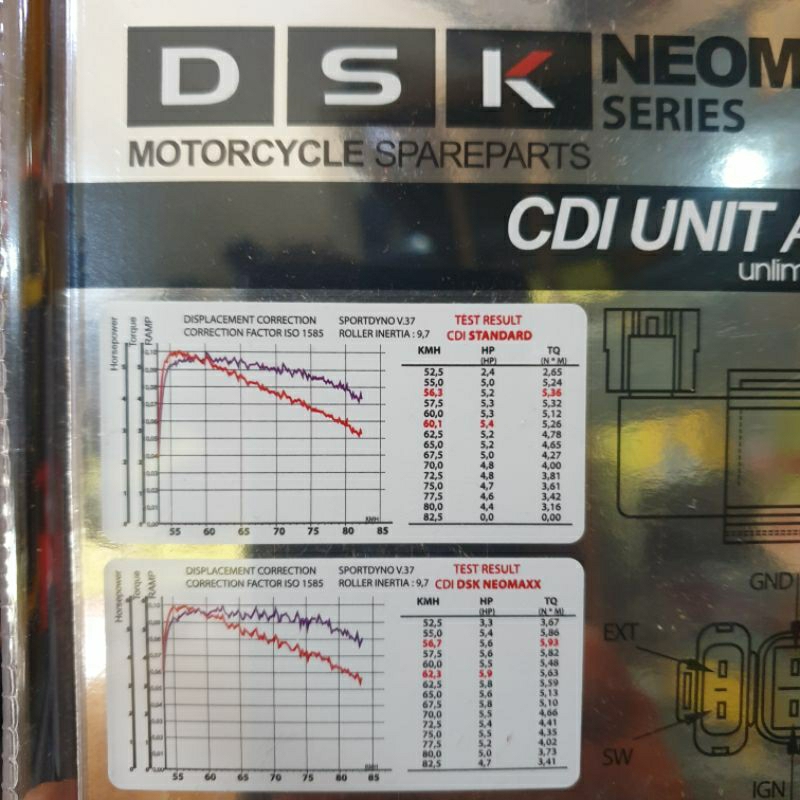 DSK NEOM
SERIES
MOTORCYCLE SPAREPARTS
CDI UNIT A
unlim
Horsepower
Torque
RAMP
DISPLACEMENT CORRECTION SPORTDYNO V.37 TEST RESULT
CORRECTION FACTOR ISO 1585 ROLLER INERTIA : 9,7 CDI STANDARD
KMH HP TQ
(HP) (N * M)
52,5 2,4 2,65
55,0 5,0 5,24
56,3 5,2 5,36
57,5 5,3 5,32
60,0 5,3 5,12
60,1 5,4 5,26
62,5 5,2 4,78
65,0 5,2 4,65
67,5 5,0 4,27
70,0 4,8 4,00
72,5 4,8 3,81
75,0 4,7 3,61
77,5 4,6 3,42
80,0 4,4 3,16
82,5 0,0 0,00
KMH
55 60 65 70 75 80 85
Horsepower
Torque
RAMP
DISPLACEMENT CORRECTION SPORTDYNO V.37 TEST RESULT
CORRECTION FACTOR ISO 1585 ROLLER INERTIA : 9,7 CDI DSK NEOMAXX
KMH HP TQ
(HP) (N * M)
52,5 3,3 3,67
55,0 5,4 5,86
56,7 5,6 5,93
57,5 5,6 5,82
60,0 5,5 5,48
62,3 5,9 5,63
62,5 5,8 5,59
65,0 5,6 5,13
67,5 5,8 5,10
70,0 5,5 4,66
72,5 5,4 4,41
75,0 5,5 4,35
77,5 5,2 4,02
80,0 5,0 3,73
82,5 4,7 3,41
KMH
55 60 65 70 75 80 85
GND
EXT
SW
IGN